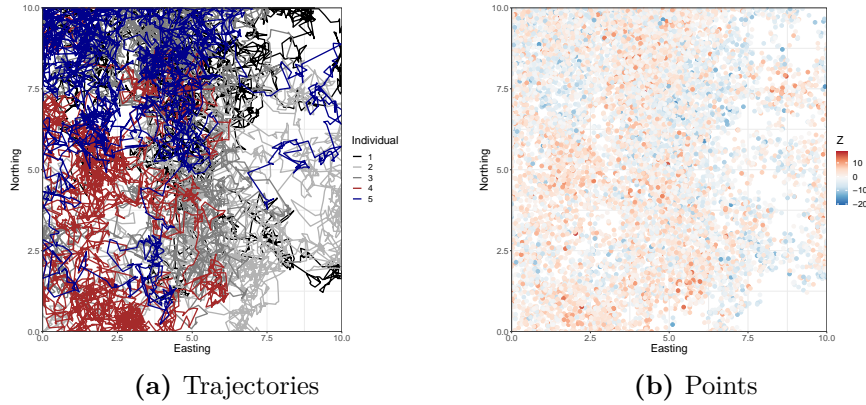 10.0
7.5
5.0
2.5
0.0
Northing
0.0 2.5 5.0 7.5 10.0
Easting
Individual
1
2
3
4
5
(a) Trajectories
10.0
7.5
5.0
2.5
0.0
Northing
0.0 2.5 5.0 7.5 10.0
Easting
Z
10
0
−10
−20
(b) Points